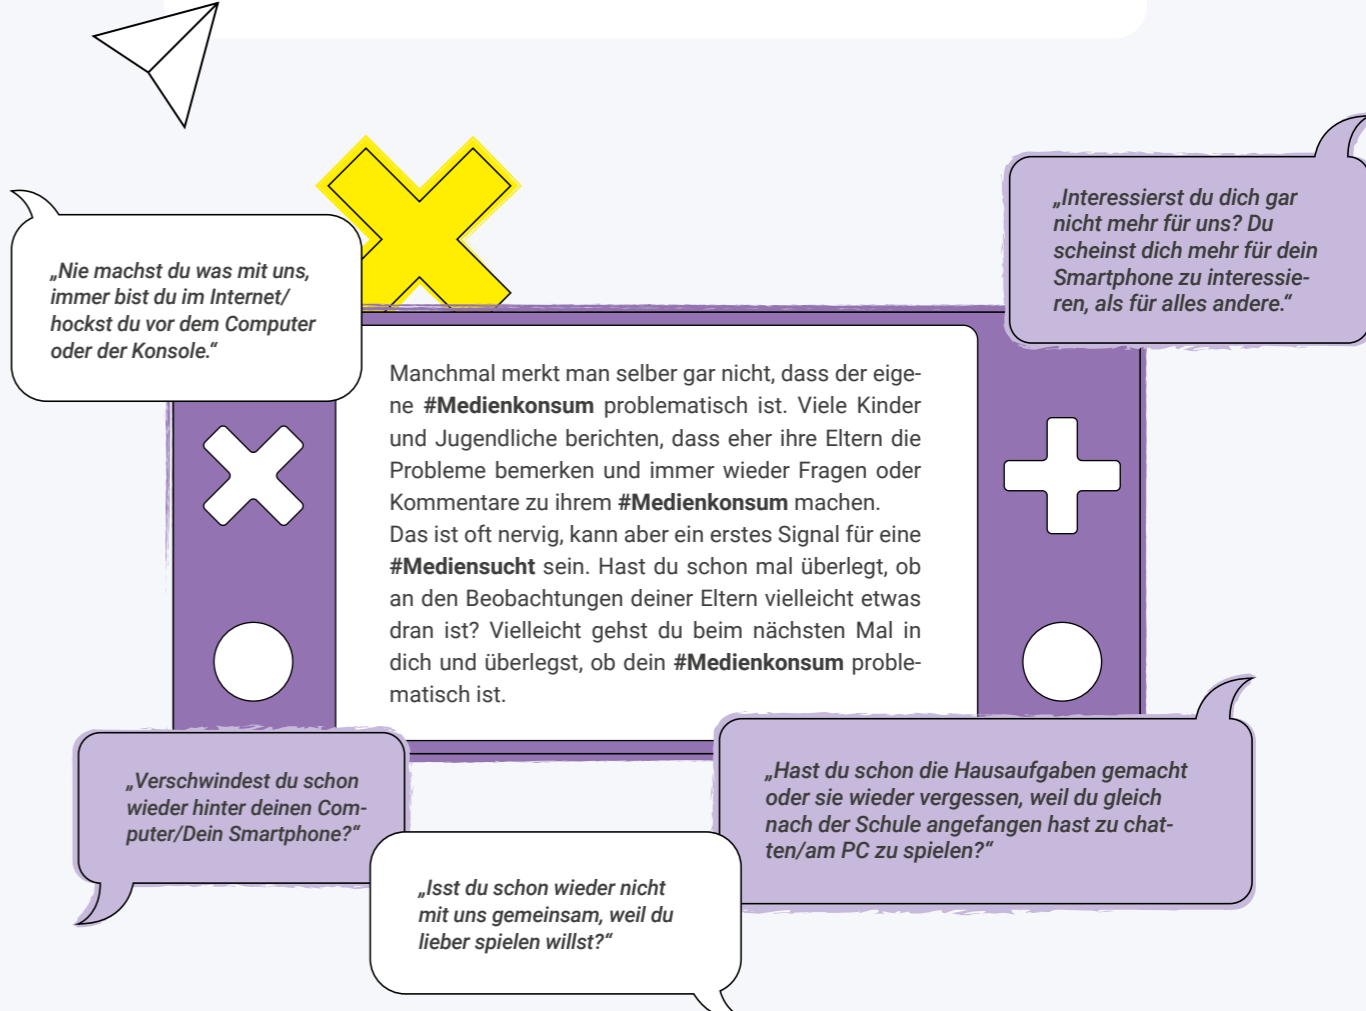 „Nie machst du was mit uns,
immer bist du im Internet/
hockst du vor dem Computer
oder der Konsole.“
„Interessierst du dich gar
nicht mehr für uns? Du
scheinst dich mehr für dein
Smartphone zu interessie-
ren, als für alles andere.“
Manchmal merkt man selber gar nicht, dass der eige-
ne #Medienkonsum problematisch ist. Viele Kinder
und Jugendliche berichten, dass eher ihre Eltern die
Probleme bemerken und immer wieder Fragen oder
Kommentare zu ihrem #Medienkonsum machen.
Das ist oft nervig, kann aber ein erstes Signal für eine
#Mediensucht sein. Hast du schon mal überlegt, ob
an den Beobachtungen deiner Eltern vielleicht etwas
dran ist? Vielleicht gehst du beim nächsten Mal in
dich und überlegst, ob dein #Medienkonsum proble-
matisch ist.
„Verschwindest du schon
wieder hinter deinen Com-
puter/Dein Smartphone?“
„Hast du schon die Hausaufgaben gemacht
oder sie wieder vergessen, weil du gleich
nach der Schule angefangen hast zu chat-
ten/am PC zu spielen?“
„Isst du schon wieder nicht
mit uns gemeinsam, weil du
lieber spielen willst?“